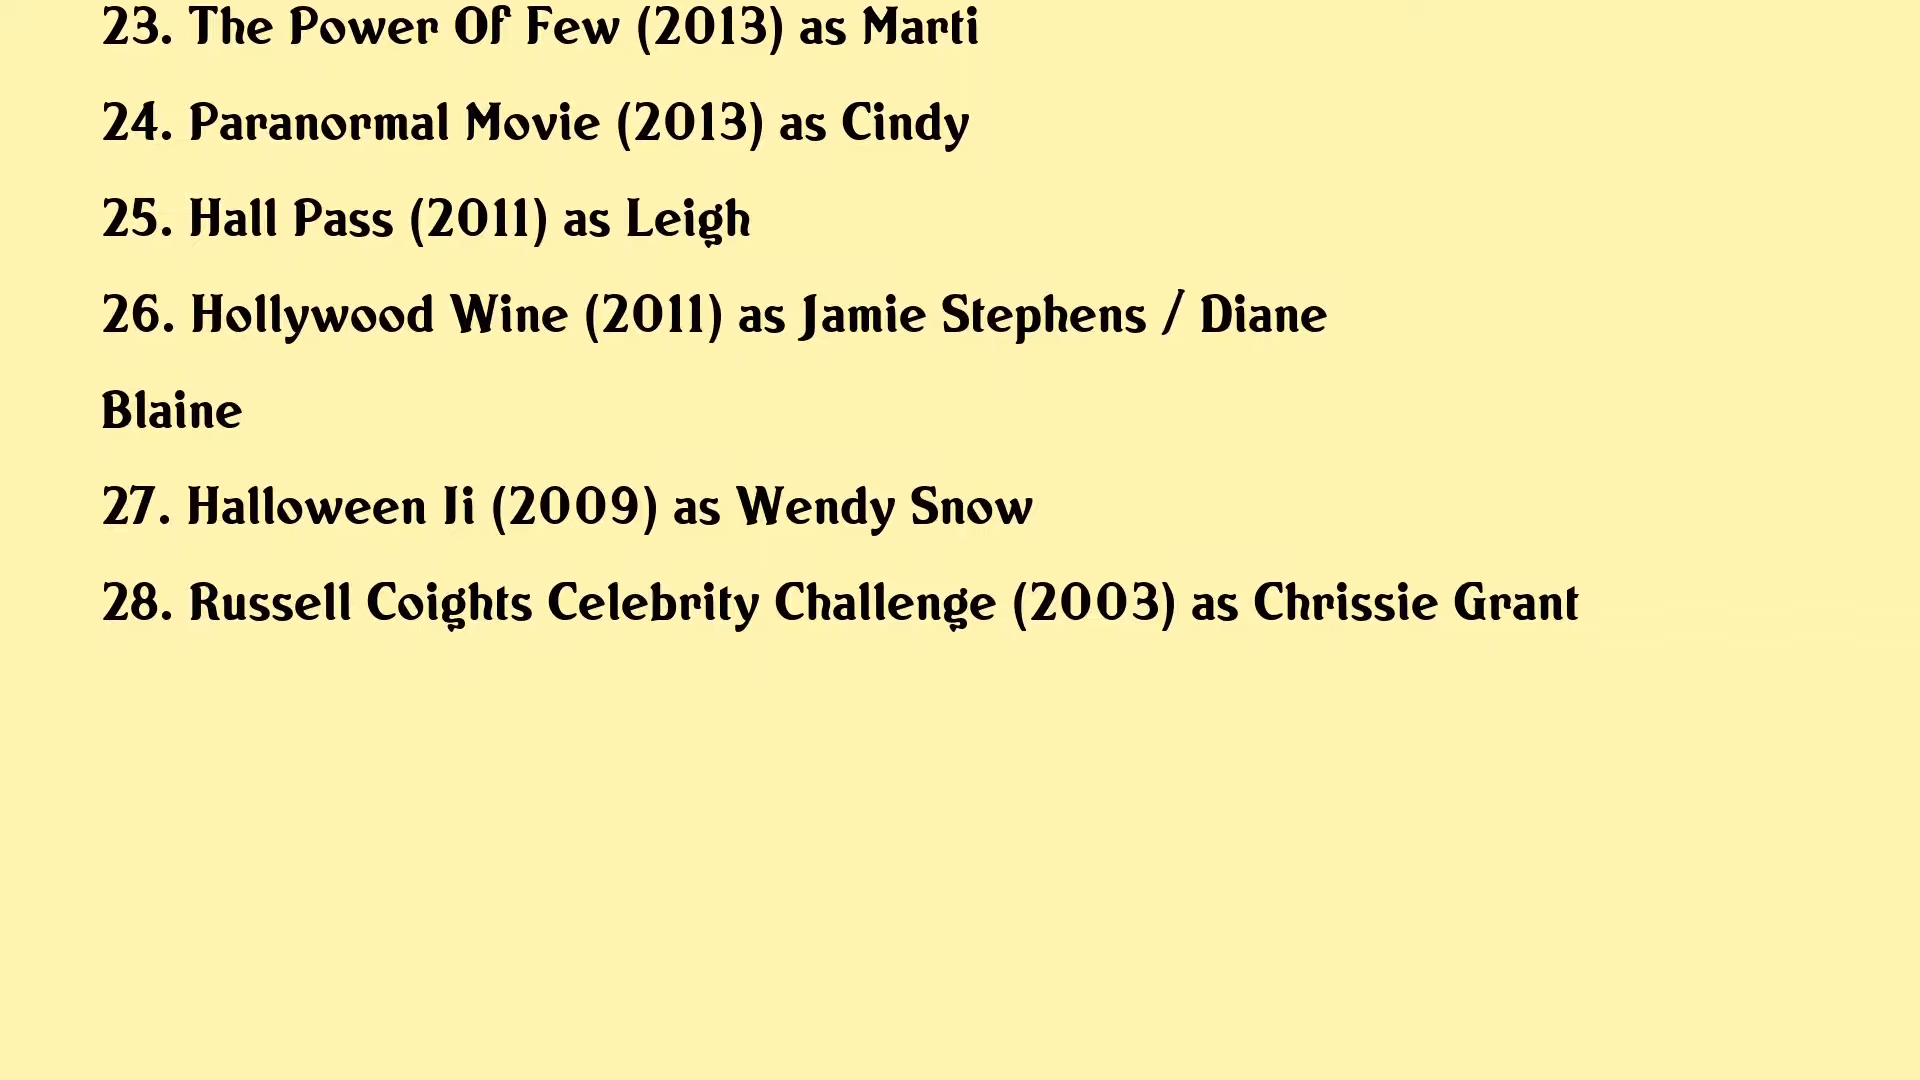 23. The Power Of Few (2013) as Marti
24. Paranormal Movie (2013) as Cindy
25. Hall Pass (2011) as Leigh
26. Hollywood Wine (2011) as Jamie Stephens / Diane
Blaine
27. Halloween Ii (2009) as Wendy Snow
28. Russell Coights Celebrity Challenge (2003) as Chrissie Grant